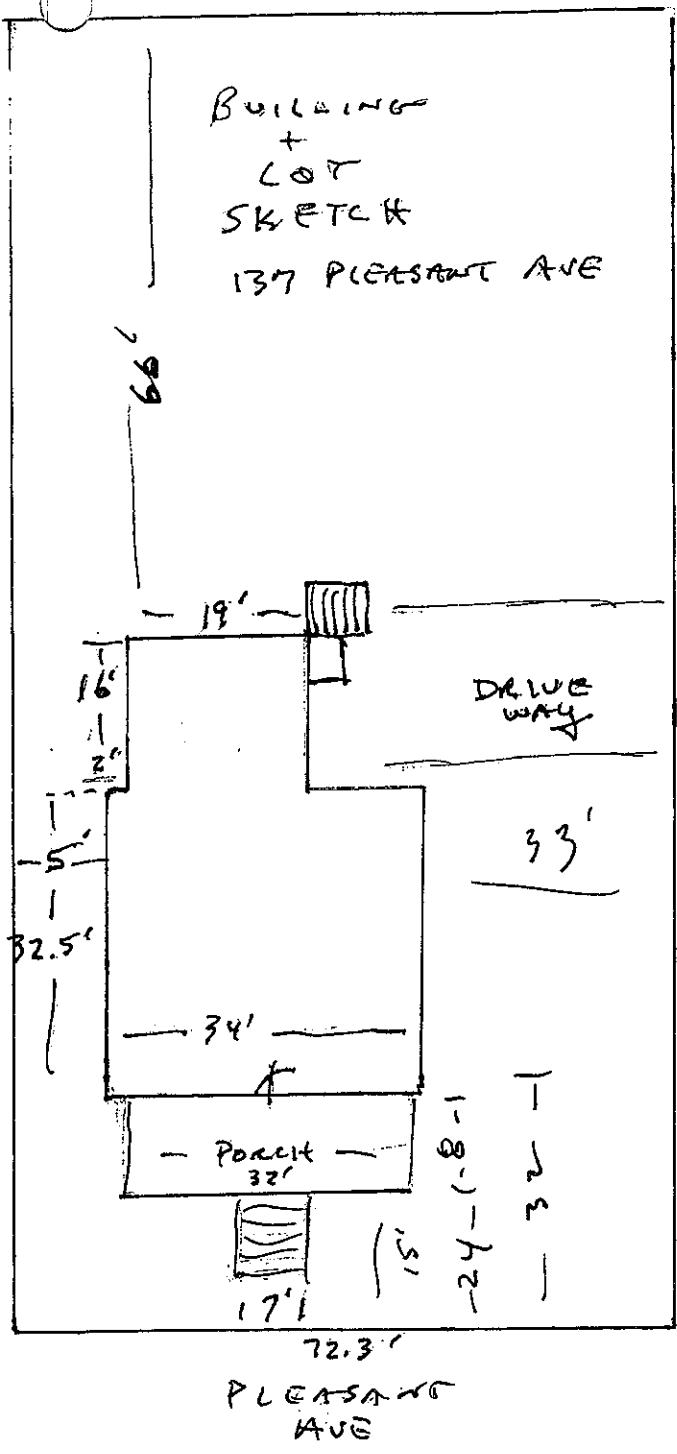 BUILDING
+
LOT
SKETCH
137 PLEASANT AVE
66'
19'
16'
2'
DRIVE
WAY
33'
5'
32.5'
34'
PORCH
32'
24
8
32
15'
17'
72.3'
PLEASANT
AVE